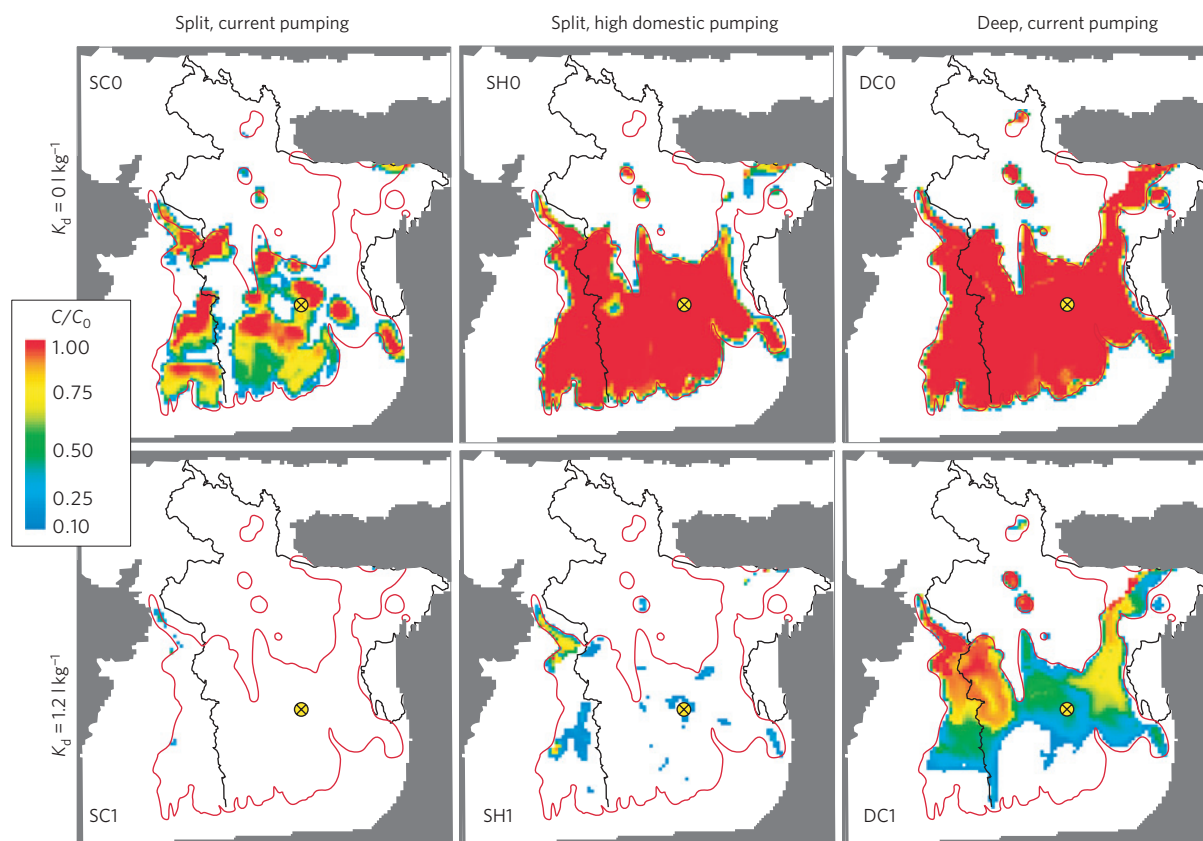 Split, current pumping
Split, high domestic pumping
Deep, current pumping
SC0
SH0
DC0
K_d = 0 l kg⁻¹
C/C₀
1.00
0.75
0.50
0.25
0.10
K_d = 1.2 l kg⁻¹
SC1
SH1
DC1